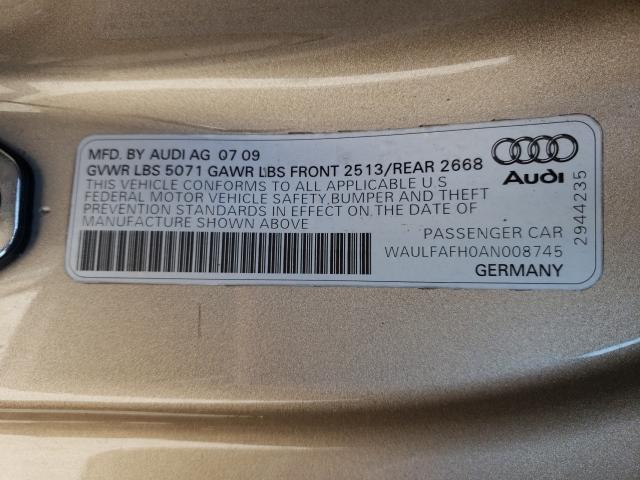 MFD. BY AUDI AG 07 09
GVWR LBS 5071 GAWR LBS FRONT 2513/REAR 2668
THIS VEHICLE CONFORMS TO ALL APPLICABLE U S
FEDERAL MOTOR VEHICLE SAFETY, BUMPER AND THEFT
PREVENTION STANDARDS IN EFFECT ON THE DATE OF
MANUFACTURE SHOWN ABOVE
PASSENGER CAR
WAULFAFH0AN008745
GERMANY
Audi
2944235